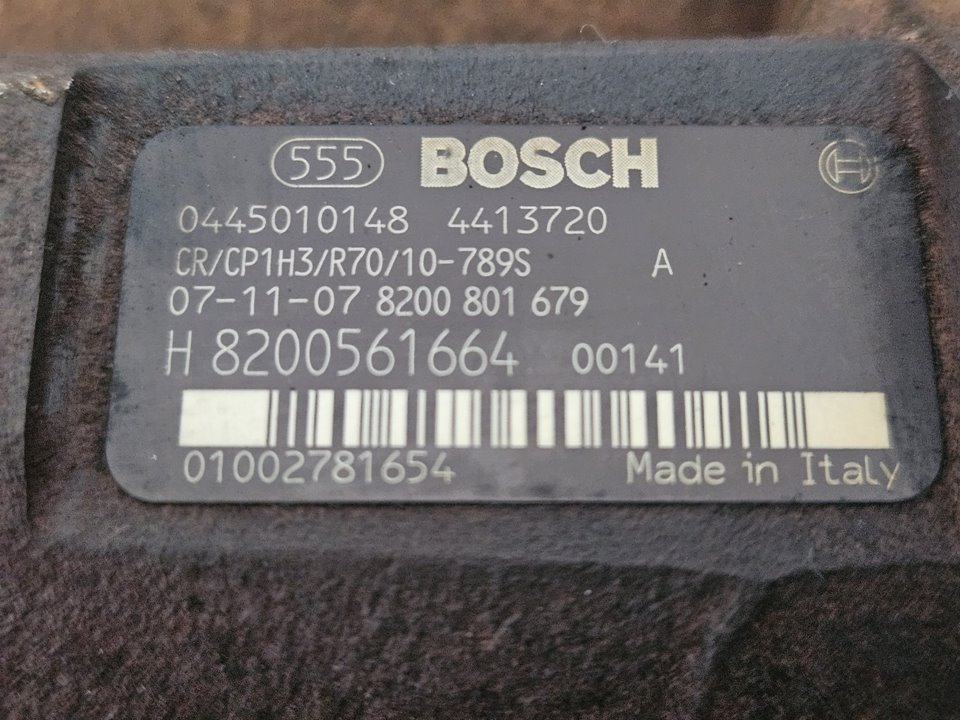 555 BOSCH
0445010148 4413720
CR/CP1H3/R70/10-789S A
07-11-07 8200 801 679
H 8200561664 00141
01002781654 Made in Italy